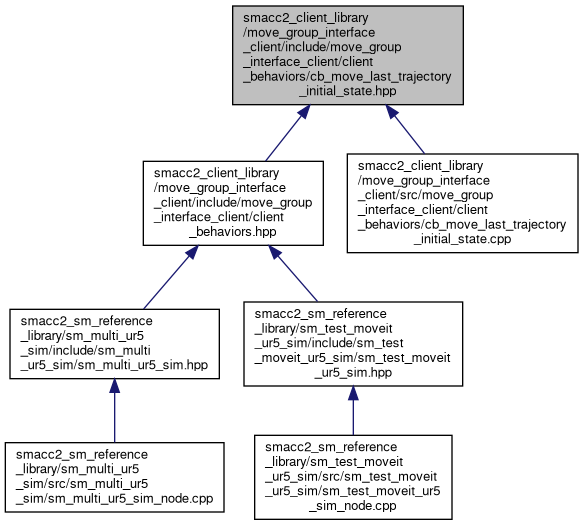 smacc2_client_library
/move_group_interface
_client/include/move_group
_interface_client/client
_behaviors/cb_move_last_trajectory
_initial_state.hpp
smacc2_client_library
/move_group_interface
_client/include/move_group
_interface_client/client
_behaviors.hpp
smacc2_client_library
/move_group_interface
_client/src/move_group
_interface_client/client
_behaviors/cb_move_last_trajectory
_initial_state.cpp
smacc2_sm_reference
_library/sm_multi_ur5
_sim/include/sm_multi
_ur5_sim/sm_multi_ur5_sim.hpp
smacc2_sm_reference
_library/sm_test_moveit
_ur5_sim/include/sm_test
_moveit_ur5_sim/sm_test_moveit
_ur5_sim.hpp
smacc2_sm_reference
_library/sm_multi_ur5
_sim/src/sm_multi_ur5
_sim/sm_multi_ur5_sim_node.cpp
smacc2_sm_reference
_library/sm_test_moveit
_ur5_sim/src/sm_test_moveit
_ur5_sim/sm_test_moveit_ur5
_sim_node.cpp